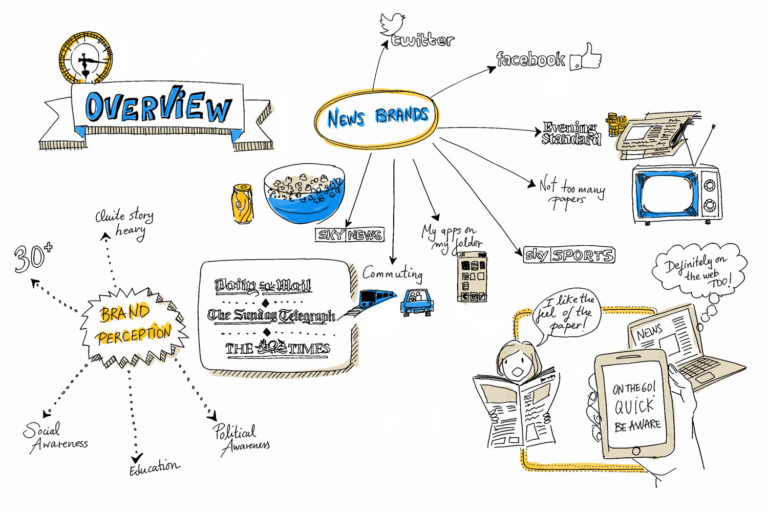 OVERVIEW
twitter
facebook
NEWS BRANDS
Evening
Standard
Not too many
papers
SKY NEWS
My apps on
my folder
sky SPORTS
Commuting
Quite story
heavy
30+
BRAND
PERCEPTION
Social
Awareness
Education
Political
Awareness
Daily Mail
The Sunday Telegraph
THE TIMES
I like the
feel of the
paper!
Definitely on
the web
TOO!
NEWS
ON THE GO!
QUICK
BE AWARE